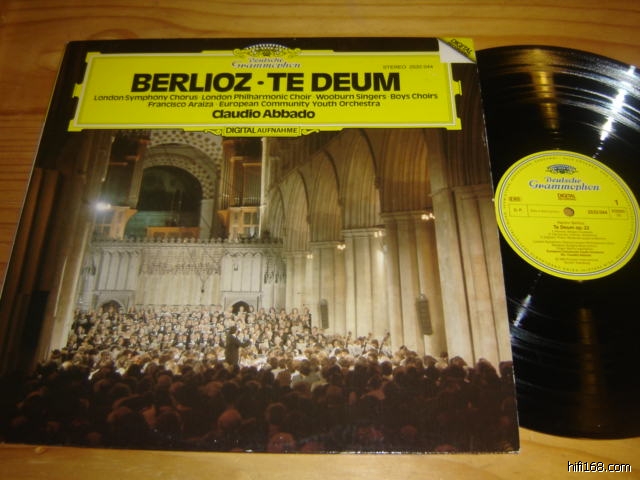 Deutsche
Grammophon
STEREO 2532 044
DIGITAL
BERLIOZ · TE DEUM
London Symphony Chorus · London Philharmonic Choir · Wooburn Singers · Boys Choirs
Francisco Araiza · European Community Youth Orchestra
Claudio Abbado
DIGITAL AUFNAHME
Deutsche
Grammophon
DIGITAL
1
2532 044
Te Deum op. 22
hifi168.com